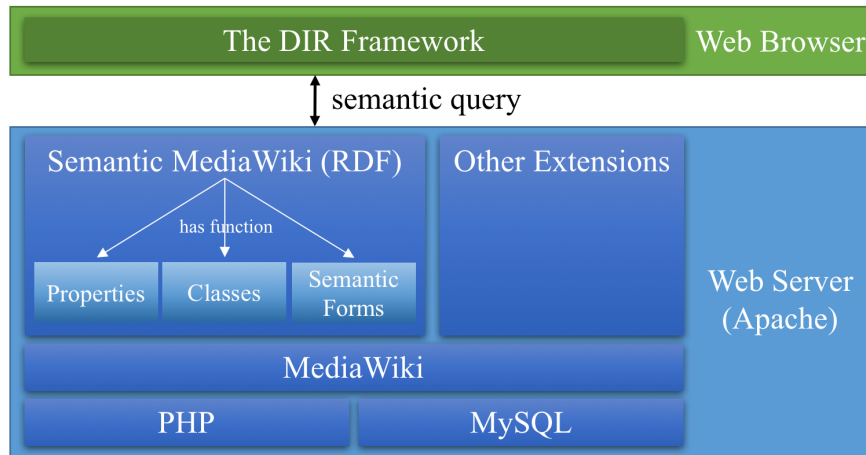 The DIR Framework
Web Browser
semantic query
Semantic MediaWiki (RDF)
Other Extensions
has function
Properties
Classes
Semantic
Forms
Web Server
(Apache)
MediaWiki
PHP
MySQL